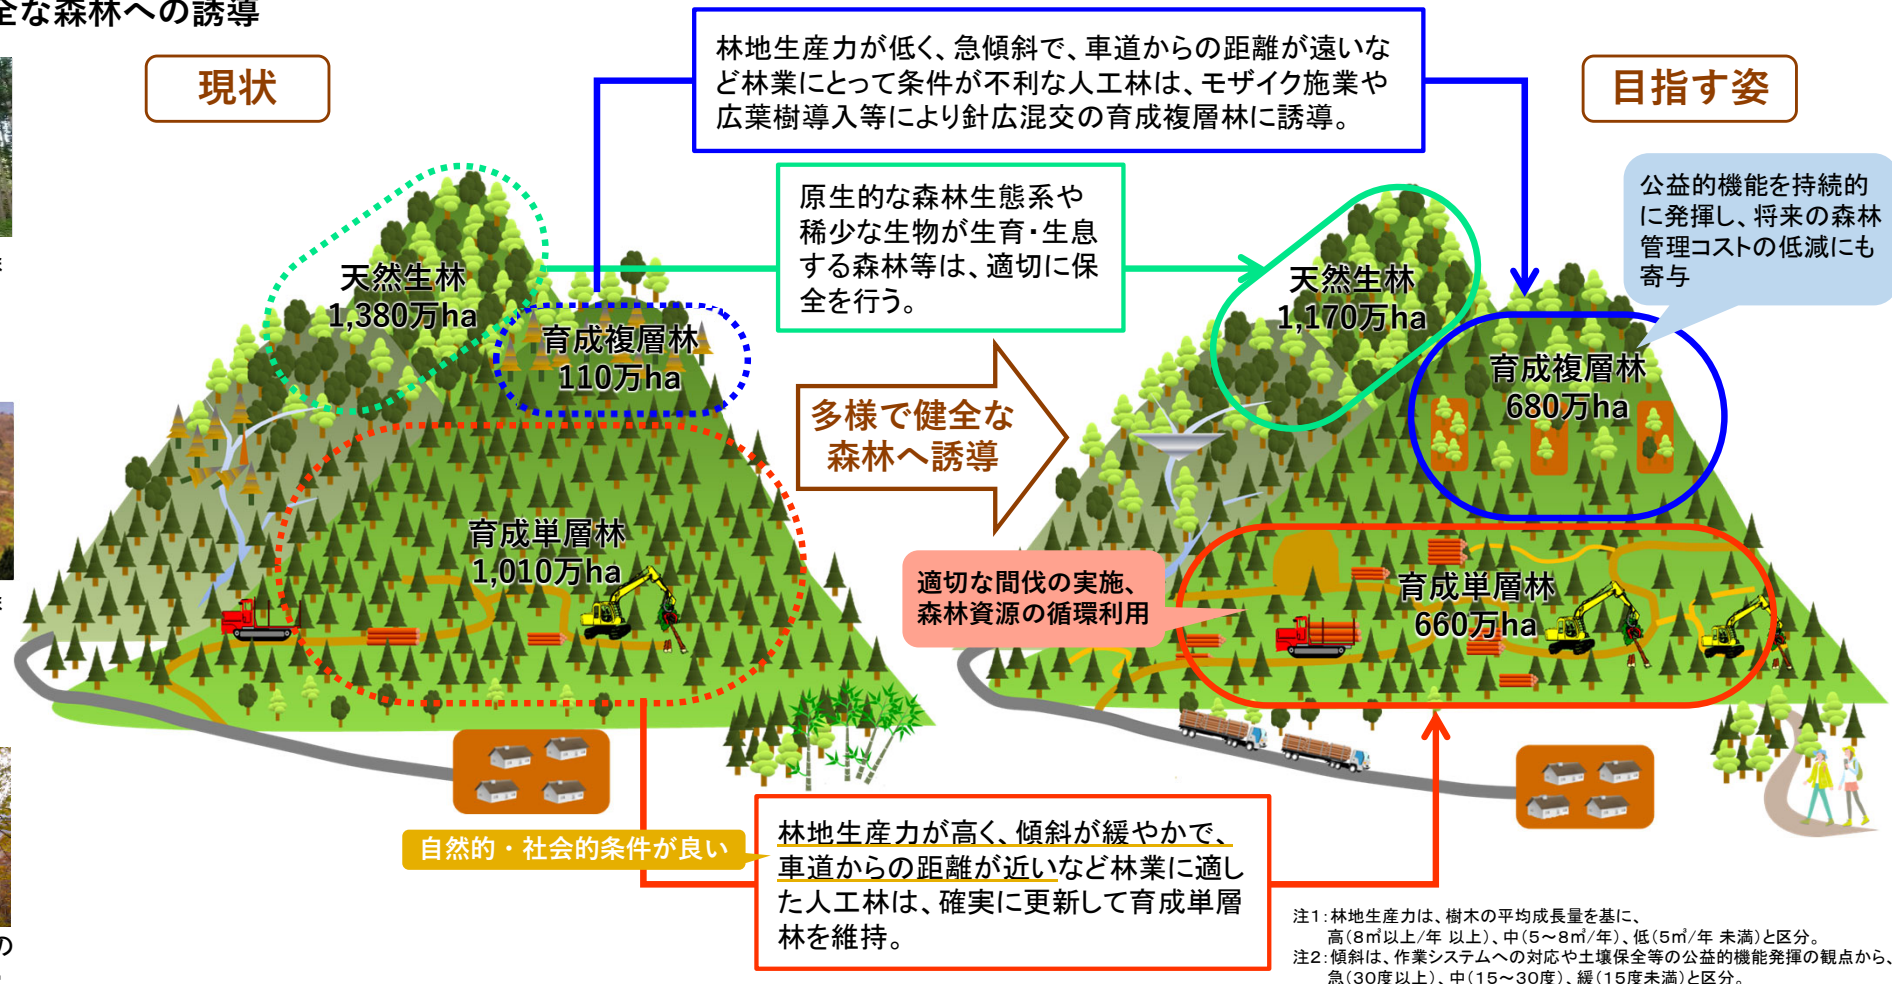 全な森林への誘導
現状
林地生産力が低く、急傾斜で、車道からの距離が遠いな
ど林業にとって条件が不利な人工林は、モザイク施業や
広葉樹導入等により針広混交の育成複層林に誘導。
目指す姿
原生的な森林生態系や
稀少な生物が生育・生息
する森林等は、適切に保
全を行う。
公益的機能を持続的
に発揮し、将来の森林
管理コストの低減にも
寄与
天然生林
1,380万ha
育成複層林
110万ha
育成単層林
1,010万ha
多様で健全な
森林へ誘導
天然生林
1,170万ha
育成複層林
680万ha
適切な間伐の実施、
森林資源の循環利用
育成単層林
660万ha
自然的・社会的条件が良い
林地生産力が高く、傾斜が緩やかで、
車道からの距離が近いなど林業に適し
た人工林は、確実に更新して育成単層
林を維持。
の
注1:林地生産力は、樹木の平均成長量を基に、
高(8㎥以上/年 以上)、中(5~8㎥/年)、低(5㎥/年 未満)と区分。
注2:傾斜は、作業システムへの対応や土壌保全等の公益的機能発揮の観点から、
急(30度以上)、中(15~30度)、緩(15度未満)と区分。